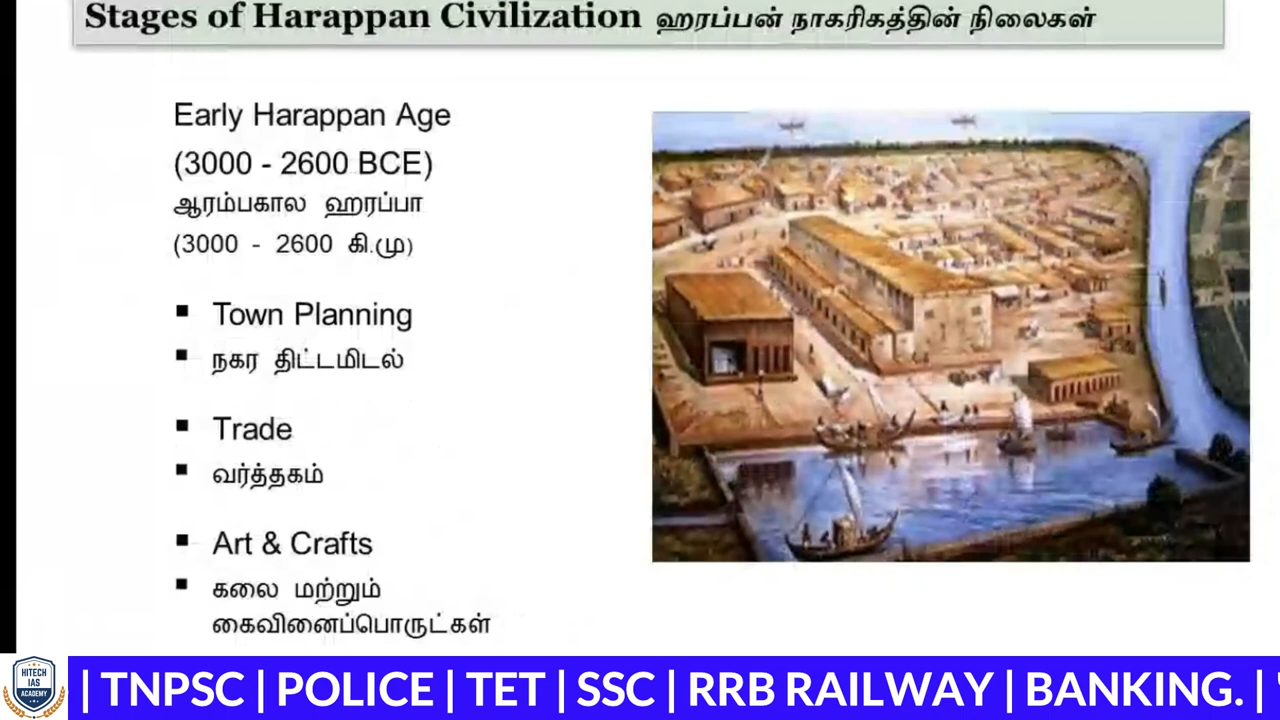 Stages of Harappan Civilization ஹரப்பன் நாகரிகத்தின் நிலைகள்
Early Harappan Age
(3000 - 2600 BCE)
ஆரம்பகால ஹரப்பா
(3000 - 2600 கி.மு)
▪ Town Planning
▪ நகர திட்டமிடல்
▪ Trade
▪ வர்த்தகம்
▪ Art & Crafts
▪ கலை மற்றும்
கைவினைப்பொருட்கள்
HITECH
IAS
ACADEMY
| TNPSC | POLICE | TET | SSC | RRB RAILWAY | BANKING. |